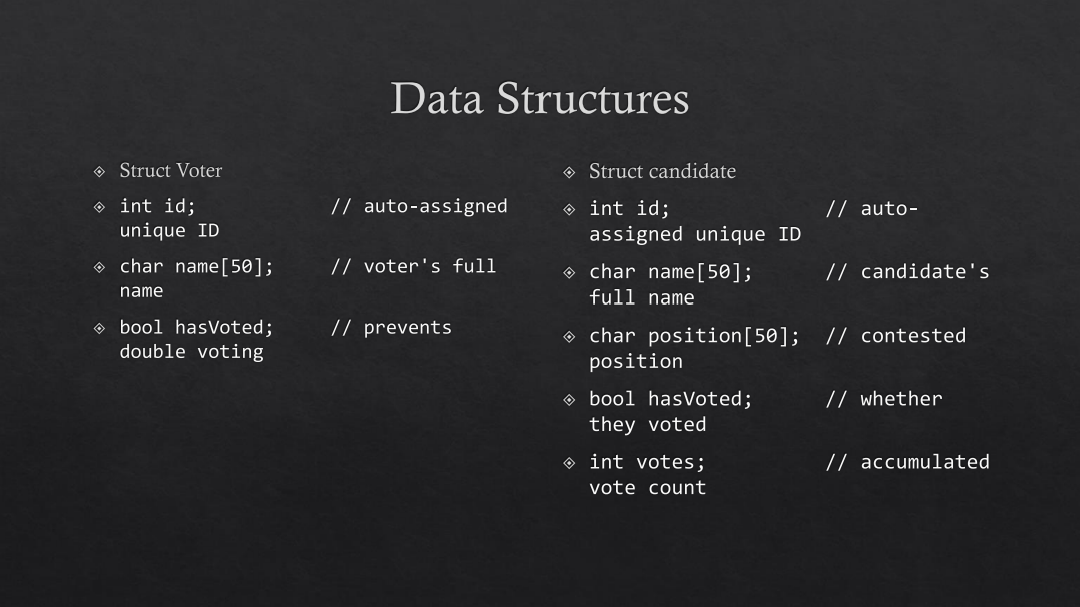 Data Structures
Struct Voter
int id; // auto-assigned
unique ID
char name[50]; // voter's full
name
bool hasVoted; // prevents
double voting
Struct candidate
int id; // auto-
assigned unique ID
char name[50]; // candidate's
full name
char position[50]; // contested
position
bool hasVoted; // whether
they voted
int votes; // accumulated
vote count